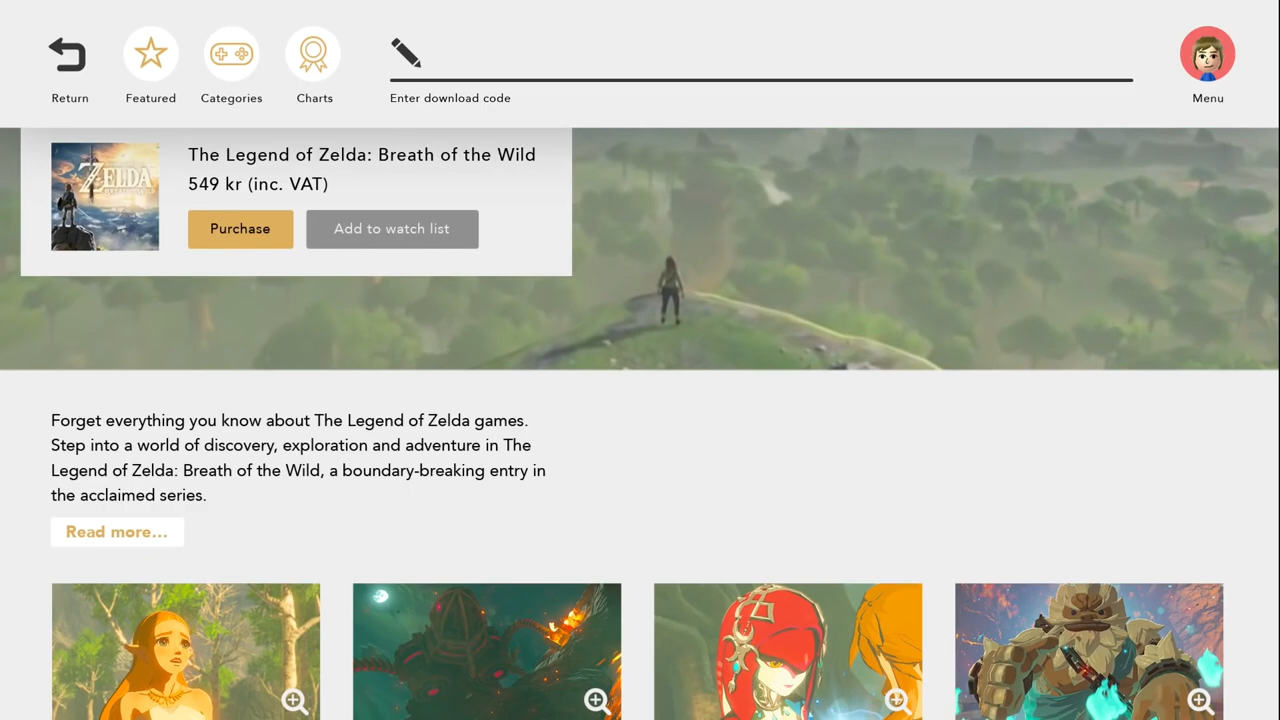 Return
Featured
Categories
Charts
Enter download code
Menu
ZELDA
The Legend of Zelda: Breath of the Wild
549 kr (inc. VAT)
Purchase
Add to watch list
Forget everything you know about The Legend of Zelda games.
Step into a world of discovery, exploration and adventure in The
Legend of Zelda: Breath of the Wild, a boundary-breaking entry in
the acclaimed series.
Read more...